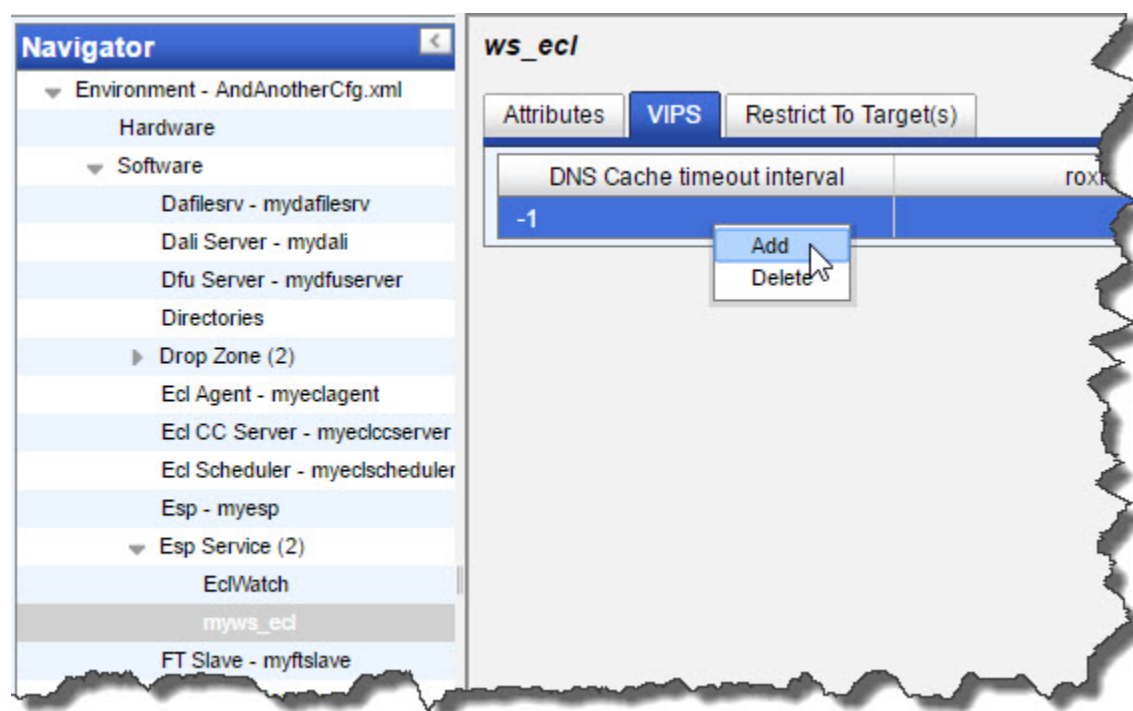 Navigator
Environment - AndAnotherCfg.xml
Hardware
Software
Dafilesrv - mydafilesrv
Dali Server - mydali
Dfu Server - mydfuserver
Directories
Drop Zone (2)
Ecl Agent - myeclagent
Ecl CC Server - myeclccserver
Ecl Scheduler - myeclscheduler
Esp - myesp
Esp Service (2)
EclWatch
myws_ecl
FT Slave - myftslave
ws_ecl
Attributes VIPS Restrict To Target(s)
DNS Cache timeout interval
-1
Add
Delete